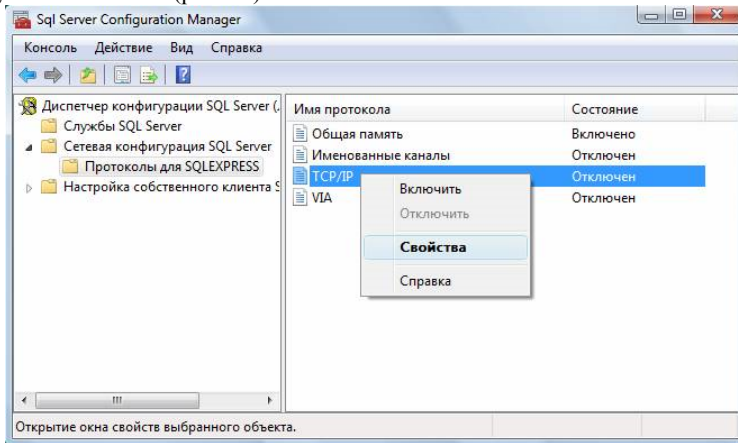 Sql Server Configuration Manager
Консоль Действие Вид Справка
Диспетчер конфигурации SQL Server (.
Службы SQL Server
Сетевая конфигурация SQL Server
Протоколы для SQLEXPRESS
Настройка собственного клиента S
Имя протокола Состояние
Общая память Включено
Именованные каналы Отключен
TCP/IP Отключен
VIA Отключен
Включить
Отключить
Свойства
Справка
Открытие окна свойств выбранного объекта.